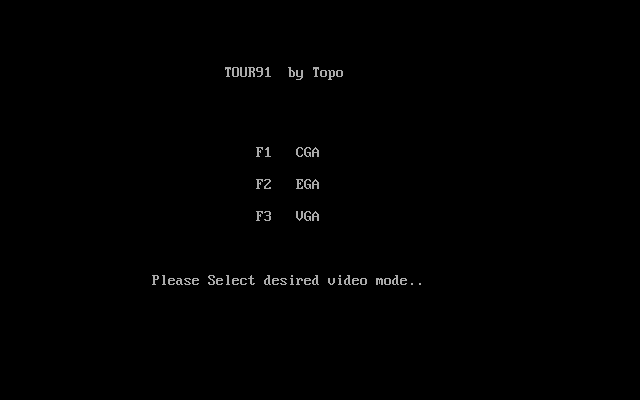 TOUR91  by Topo
F1   CGA
F2   EGA
F3   VGA
Please Select desired video mode..